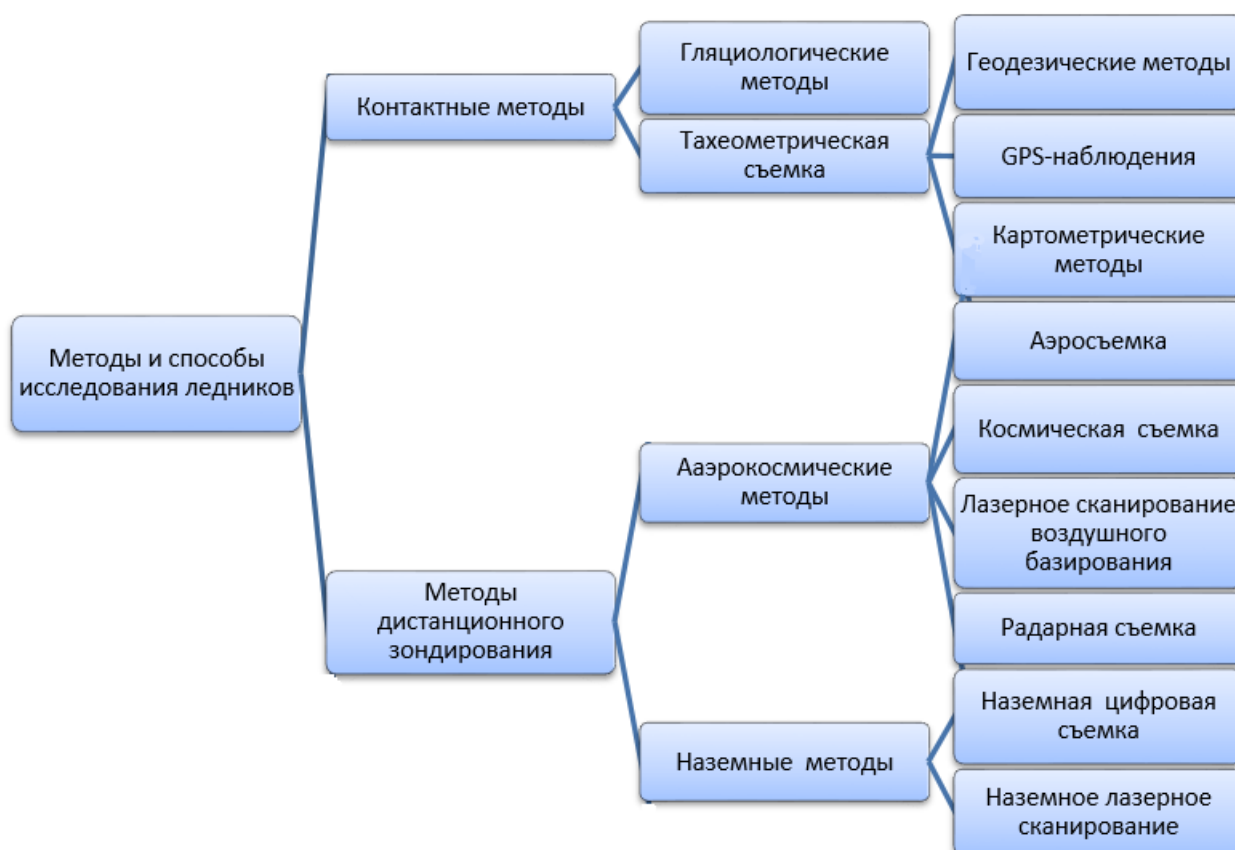 Методы и способы
исследования ледников
Контактные методы
Гляциологические
методы
Тахеометрическая
съемка
Геодезические методы
GPS-наблюдения
Картометрические
методы
Методы
дистанционного
зондирования
Ааэрокосмические
методы
Аэросъемка
Космическая съемка
Лазерное сканирование
воздушного
базирования
Радарная съемка
Наземные методы
Наземная цифровая
съемка
Наземное лазерное
сканирование